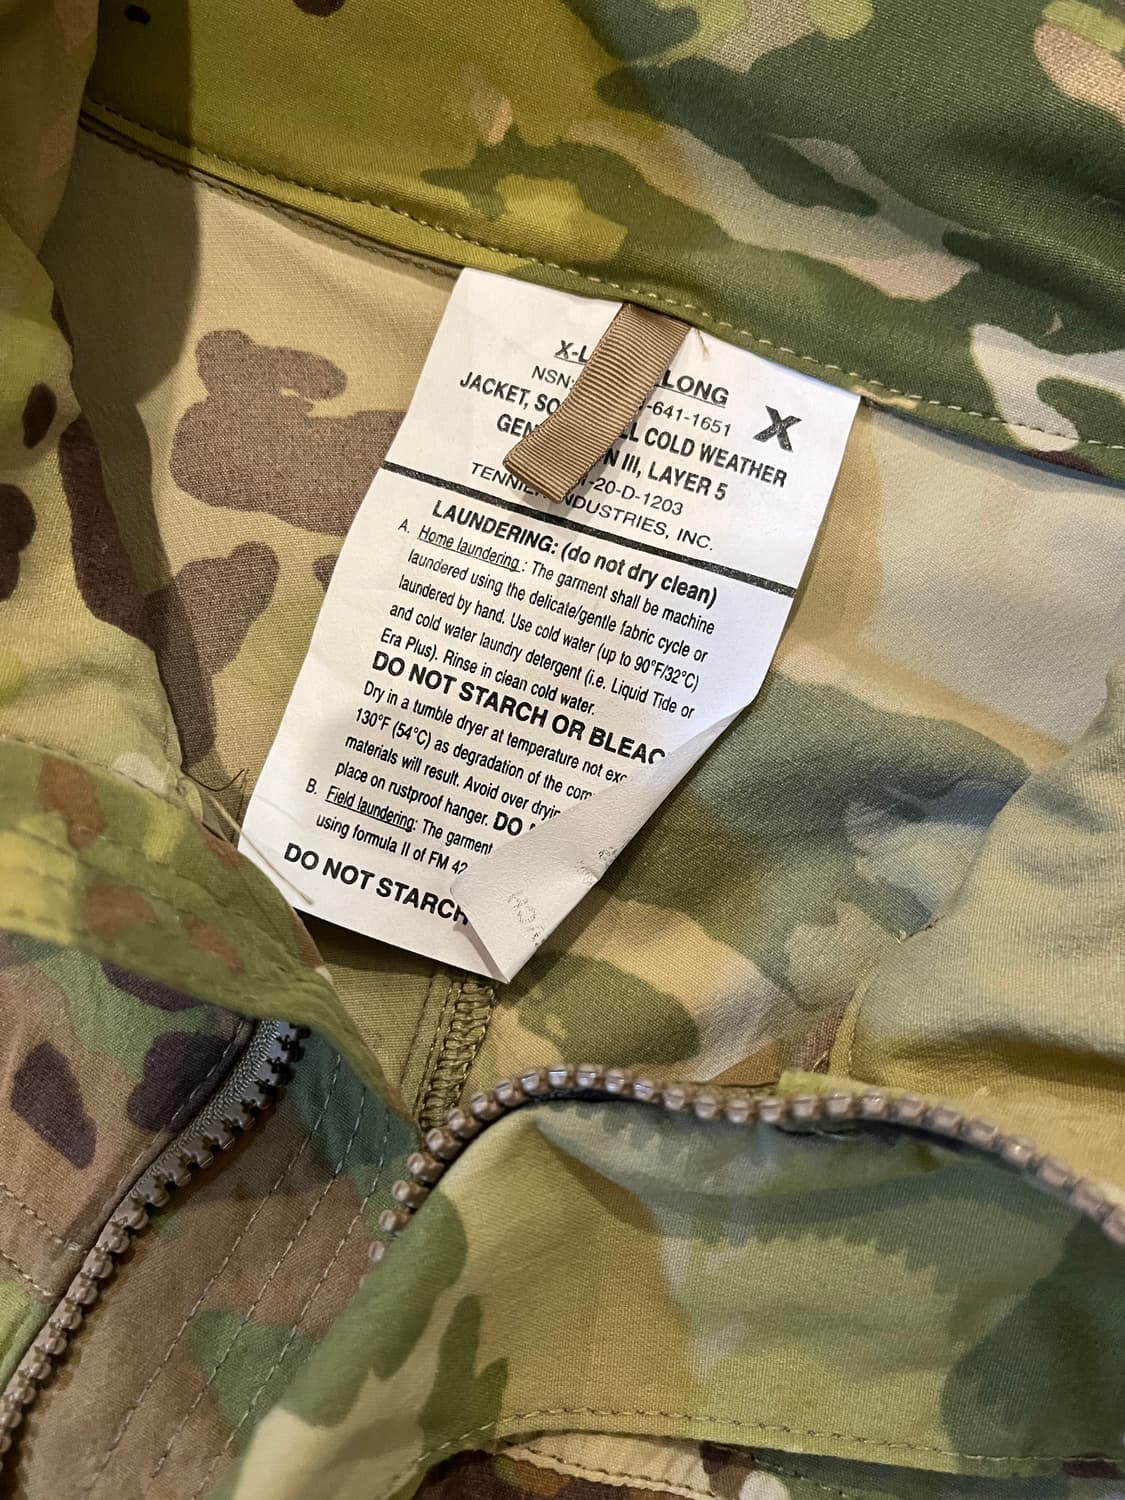 X-L LONG
NSN: -641-1651
X
JACKET, SO LL COLD WEATHER
GEN N III, LAYER 5
-20-D-1203
TENNIER INDUSTRIES, INC.
LAUNDERING: (do not dry clean)
A. Home laundering : The garment shall be machine
laundered using the delicate/gentle fabric cycle or
laundered by hand. Use cold water (up to 90°F/32°C)
and cold water laundry detergent (i.e. Liquid Tide or
Era Plus). Rinse in clean cold water.
DO NOT STARCH OR BLEAC
Dry in a tumble dryer at temperature not exc
130°F (54°C) as degradation of the com
materials will result. Avoid over dryin
place on rustproof hanger. DO
B. Field laundering: The garment
using formula II of FM 42
DO NOT STARCH